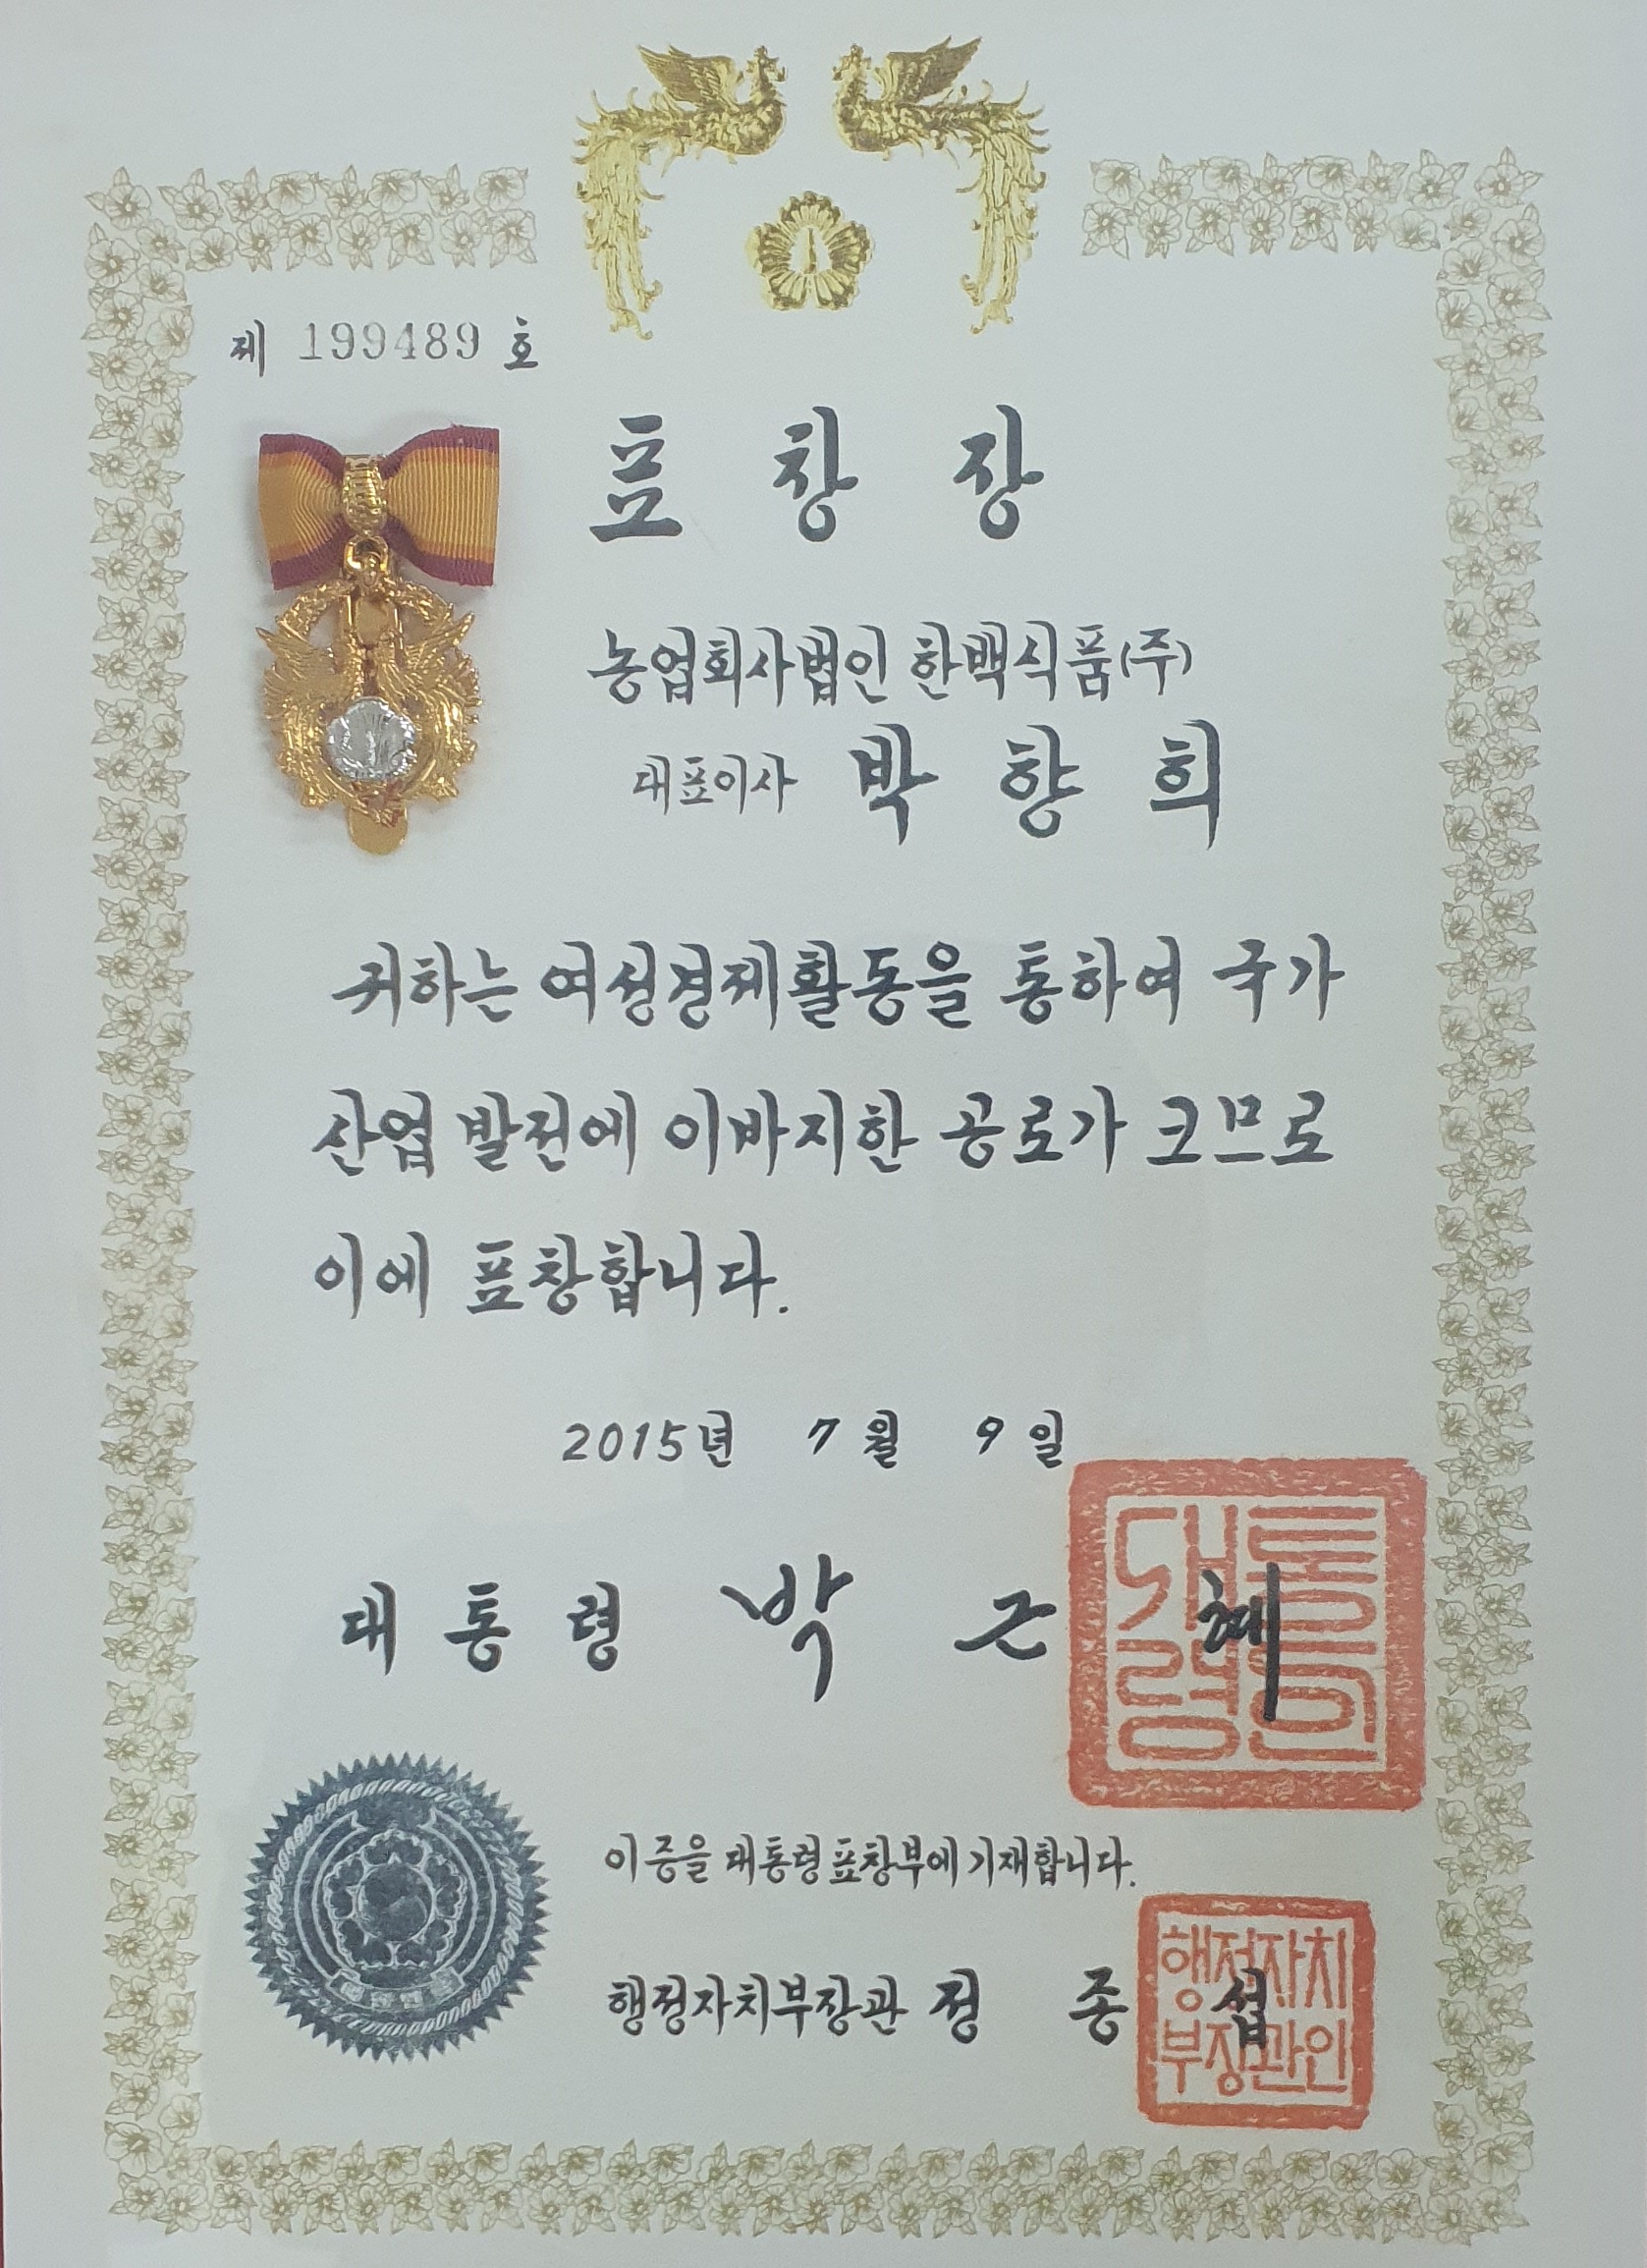 제 199489 호
표 창 장
농업회사법인 한백식품(주)
대표이사 박 향 희
귀하는 여성경제활동을 통하여 국가
산업 발전에 이바지한 공로가 크므로
이에 표창합니다.
2015년 7월 9일
대 통 령 박 근 혜
대통령의인
이 증을 대통령표창부에 기재합니다.
행정자치부장관 정 종 섭
행정자치
부장관인